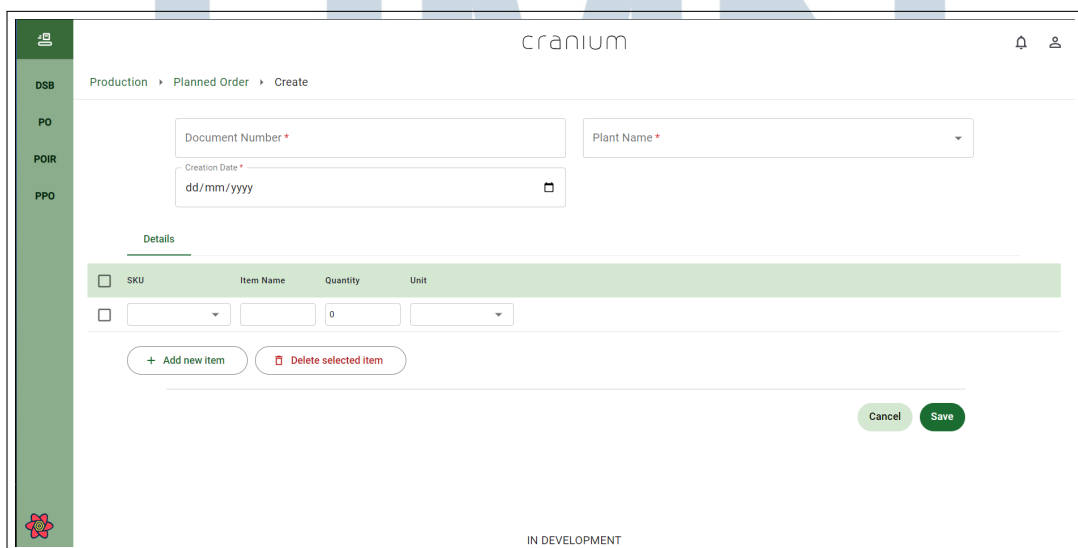 cranium
DSB
PO
POIR
PPO
Production ‣ Planned Order ‣ Create
Document Number *
Plant Name *
Creation Date *
dd/mm/yyyy
Details
SKU Item Name Quantity Unit
0
+ Add new item
Delete selected item
Cancel Save
IN DEVELOPMENT